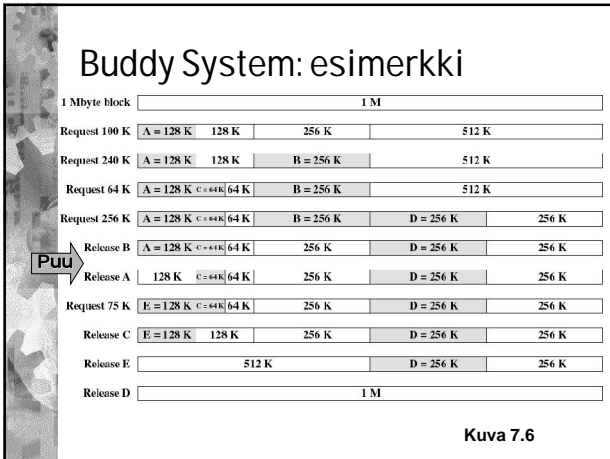 Buddy System: esimerkki
1 Mbyte block 1 M
Request 100 K A = 128 K 128 K 256 K 512 K
Request 240 K A = 128 K 128 K B = 256 K 512 K
Request 64 K A = 128 K C = 64 K 64 K B = 256 K 512 K
Request 256 K A = 128 K C = 64 K 64 K B = 256 K D = 256 K 256 K
Release B A = 128 K C = 64 K 64 K 256 K D = 256 K 256 K
Puu
Release A 128 K C = 64 K 64 K 256 K D = 256 K 256 K
Request 75 K E = 128 K C = 64 K 64 K 256 K D = 256 K 256 K
Release C E = 128 K 128 K 256 K D = 256 K 256 K
Release E 512 K D = 256 K 256 K
Release D 1 M
Kuva 7.6